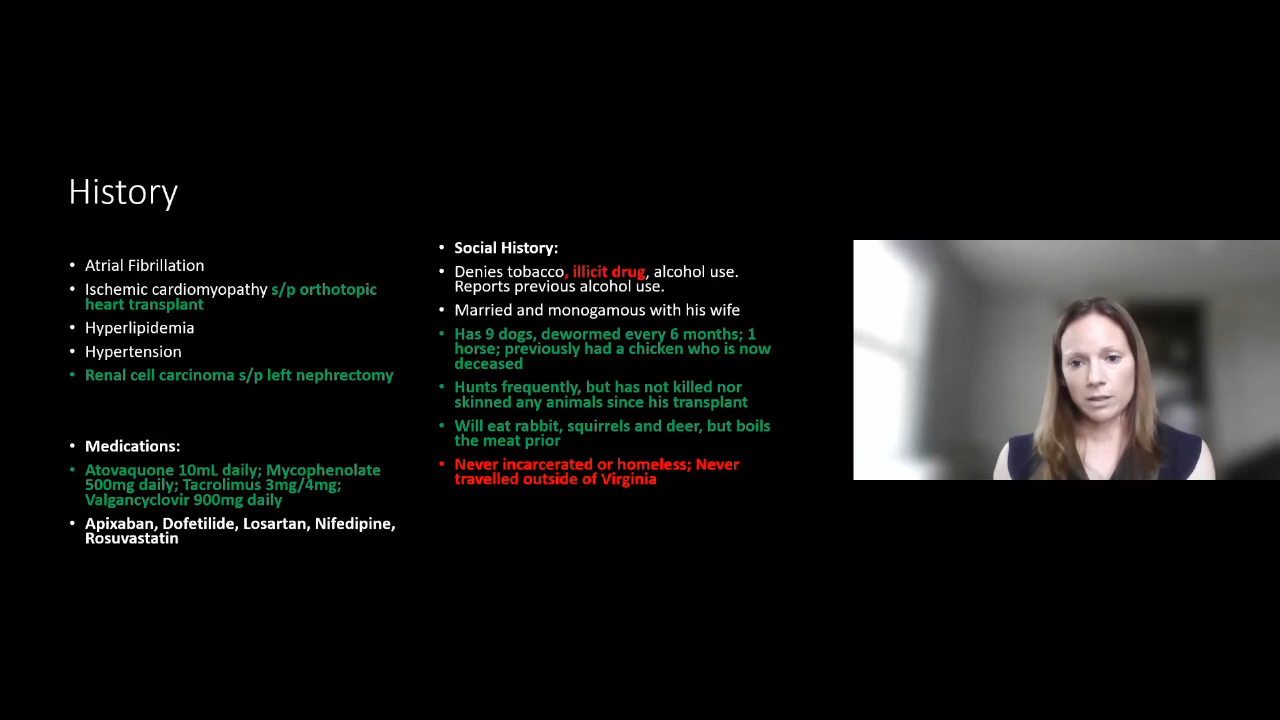 History
• Atrial Fibrillation
• Ischemic cardiomyopathy s/p orthotopic
heart transplant
• Hyperlipidemia
• Hypertension
• Renal cell carcinoma s/p left nephrectomy
• Medications:
• Atovaquone 10mL daily; Mycophenolate
500mg daily; Tacrolimus 3mg/4mg;
Valgancyclovir 900mg daily
• Apixaban, Dofetilide, Losartan, Nifedipine,
Rosuvastatin
• Social History:
• Denies tobacco, illicit drug, alcohol use.
Reports previous alcohol use.
• Married and monogamous with his wife
• Has 9 dogs, dewormed every 6 months; 1
horse; previously had a chicken who is now
deceased
• Hunts frequently, but has not killed nor
skinned any animals since his transplant
• Will eat rabbit, squirrels and deer, but boils
the meat prior
• Never incarcerated or homeless; Never
travelled outside of Virginia